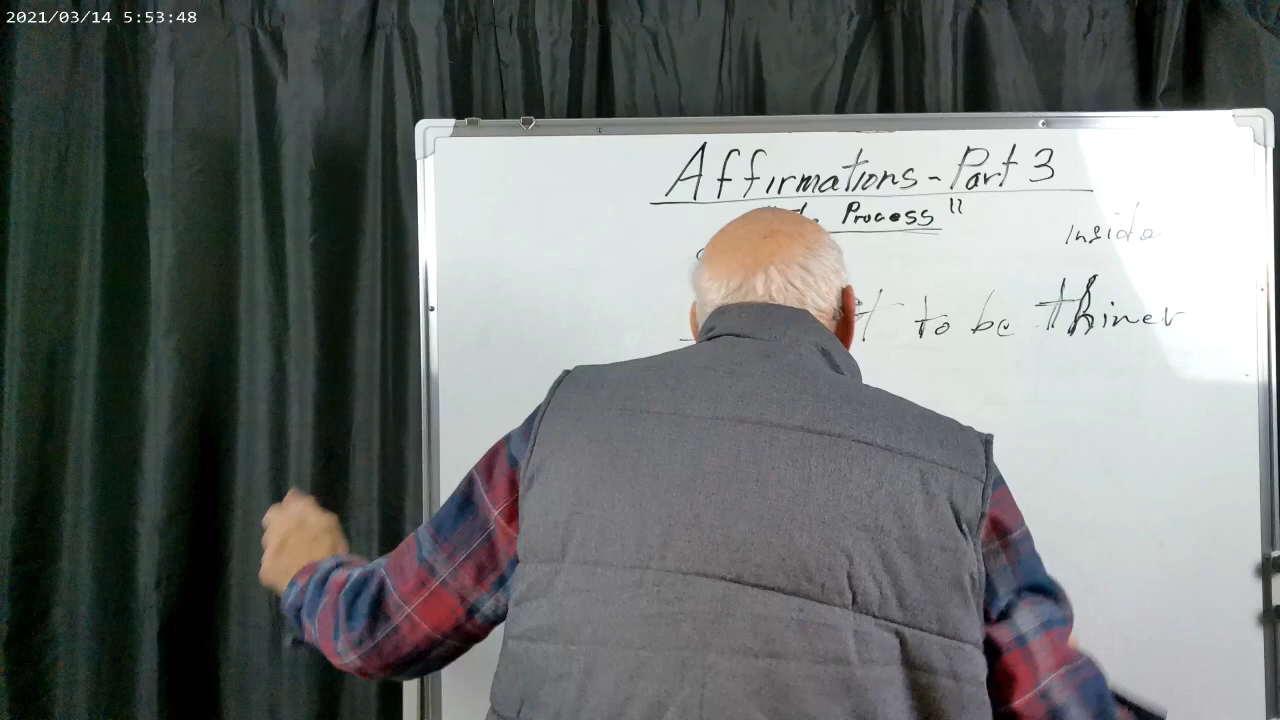 2021/03/14 5:53:48
Affirmations - Part 3
Process"
inside
to be thiner